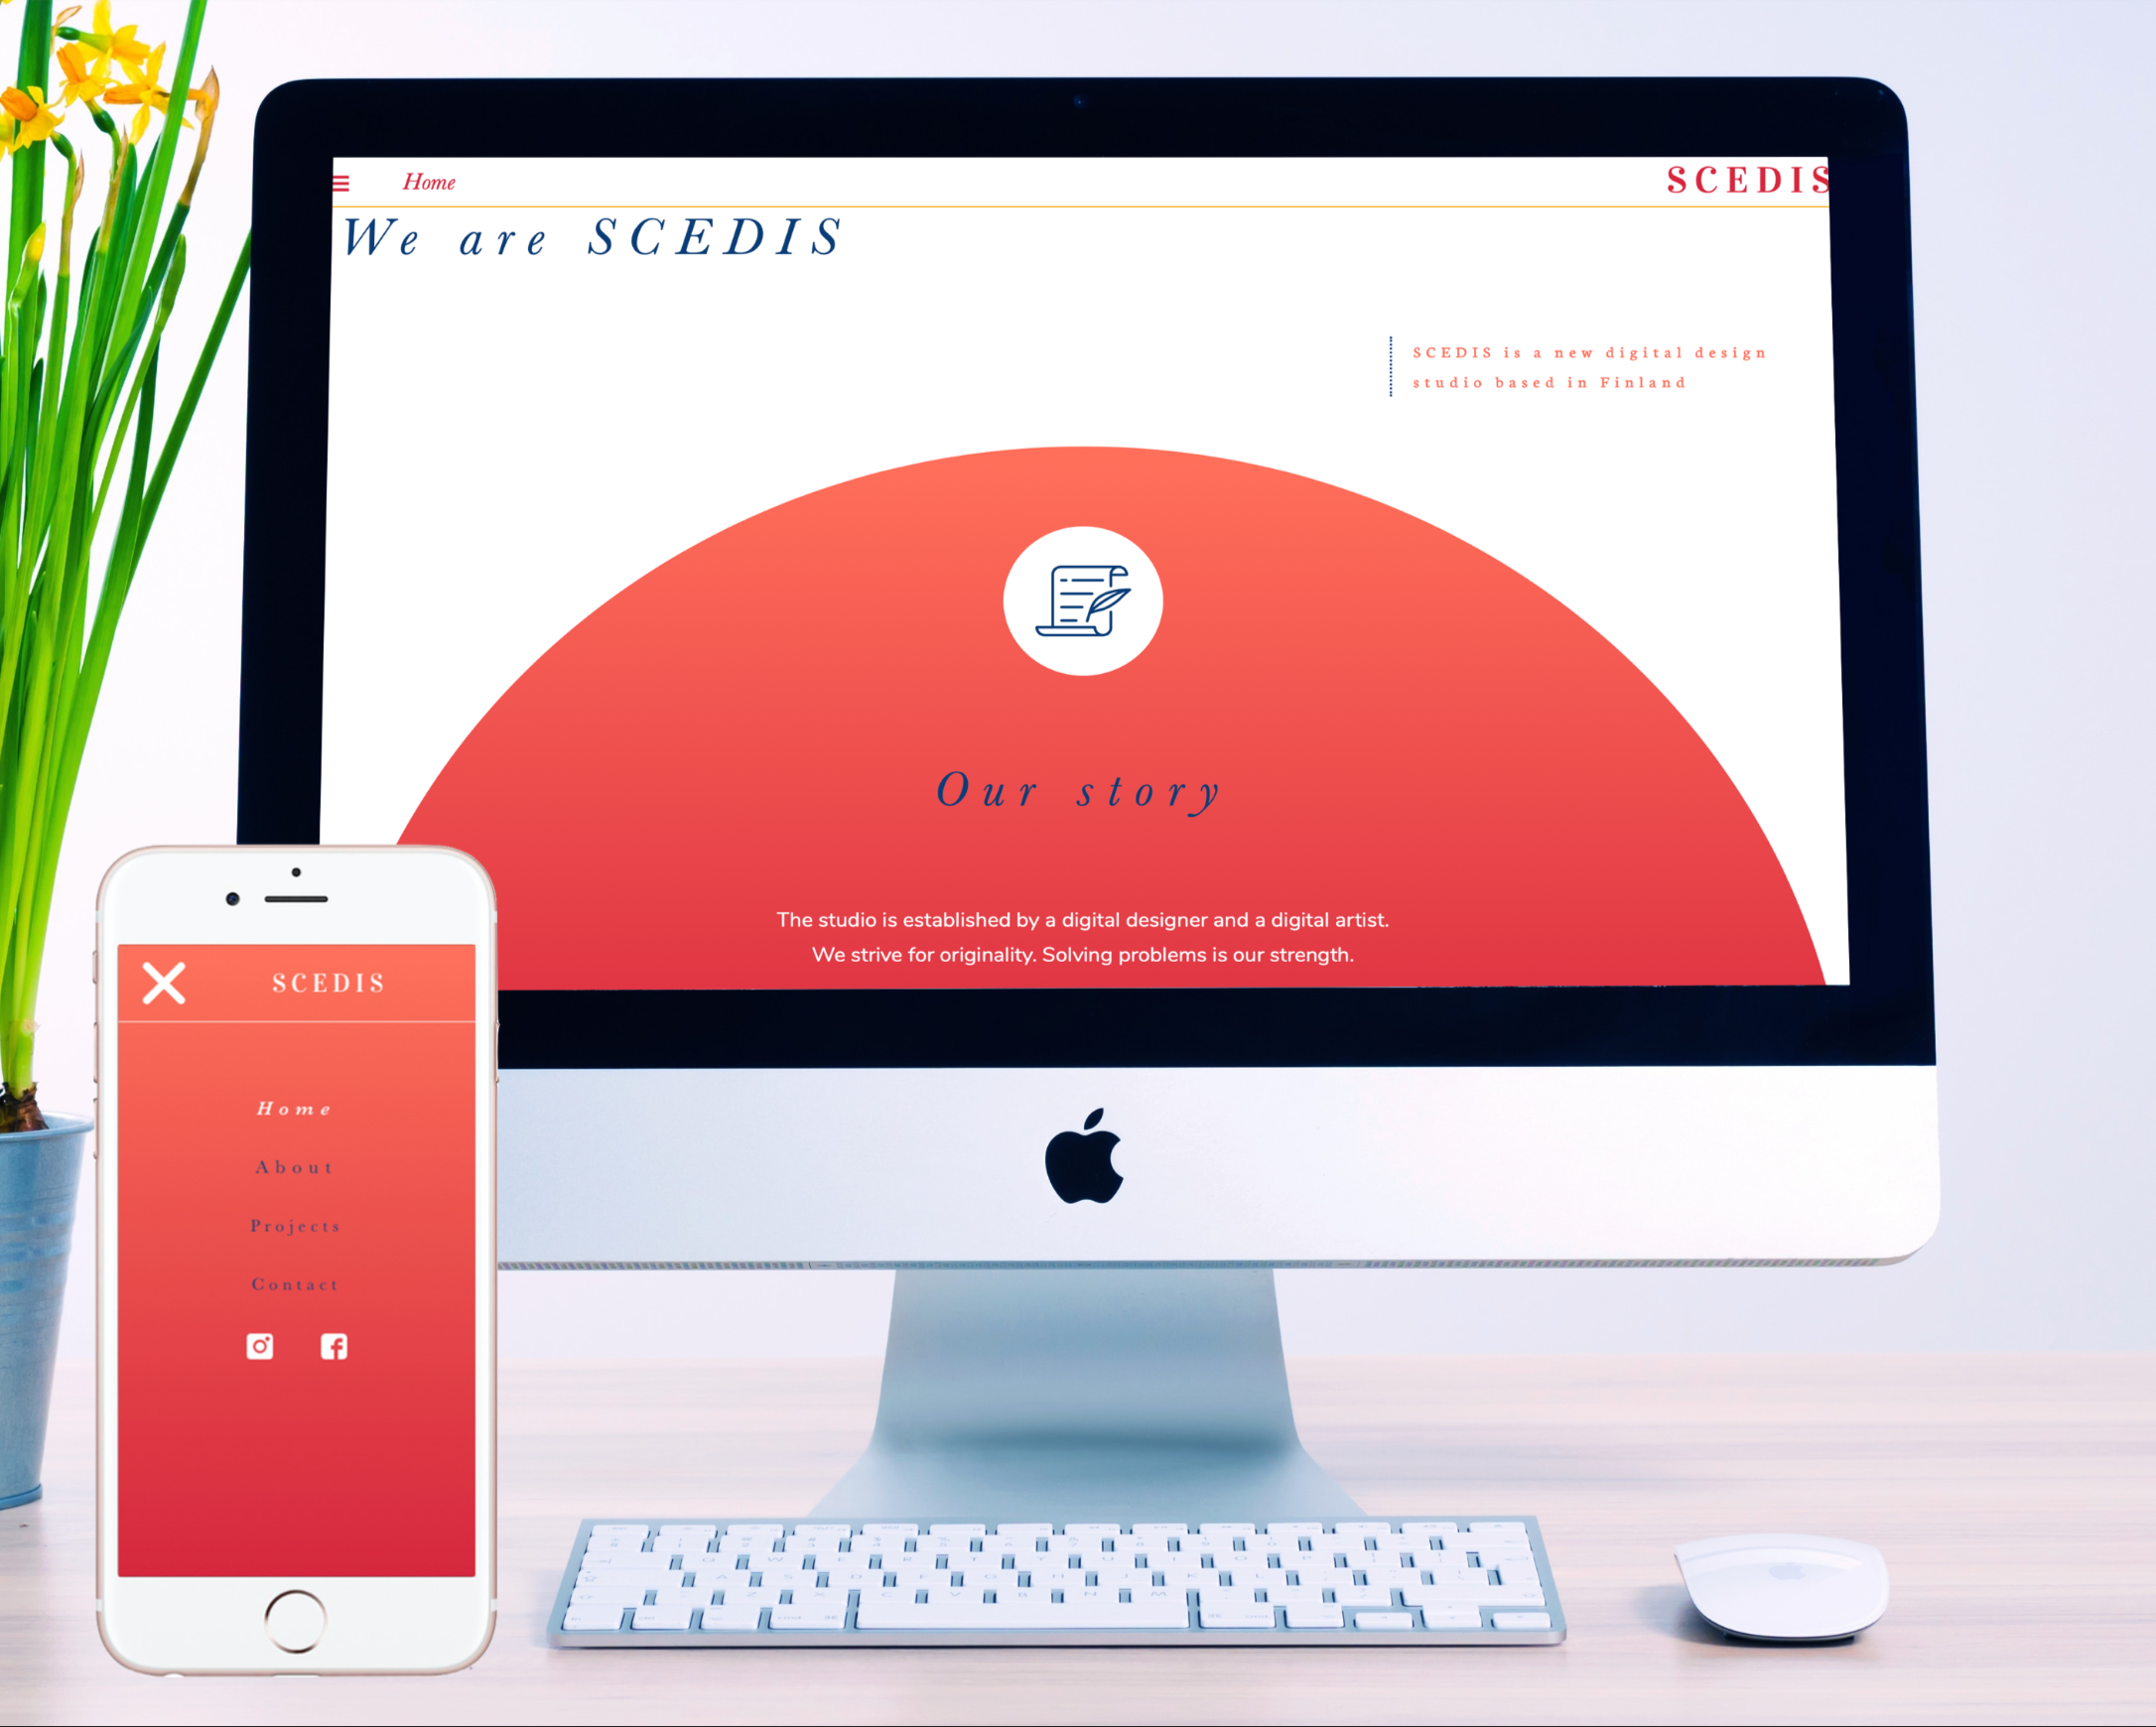 Home
SCEDIS
We are SCEDIS
SCEDIS is a new digital design
studio based in Finland
Our story
The studio is established by a digital designer and a digital artist.
We strive for originality. Solving problems is our strength.
SCEDIS
Home
About
Projects
Contact